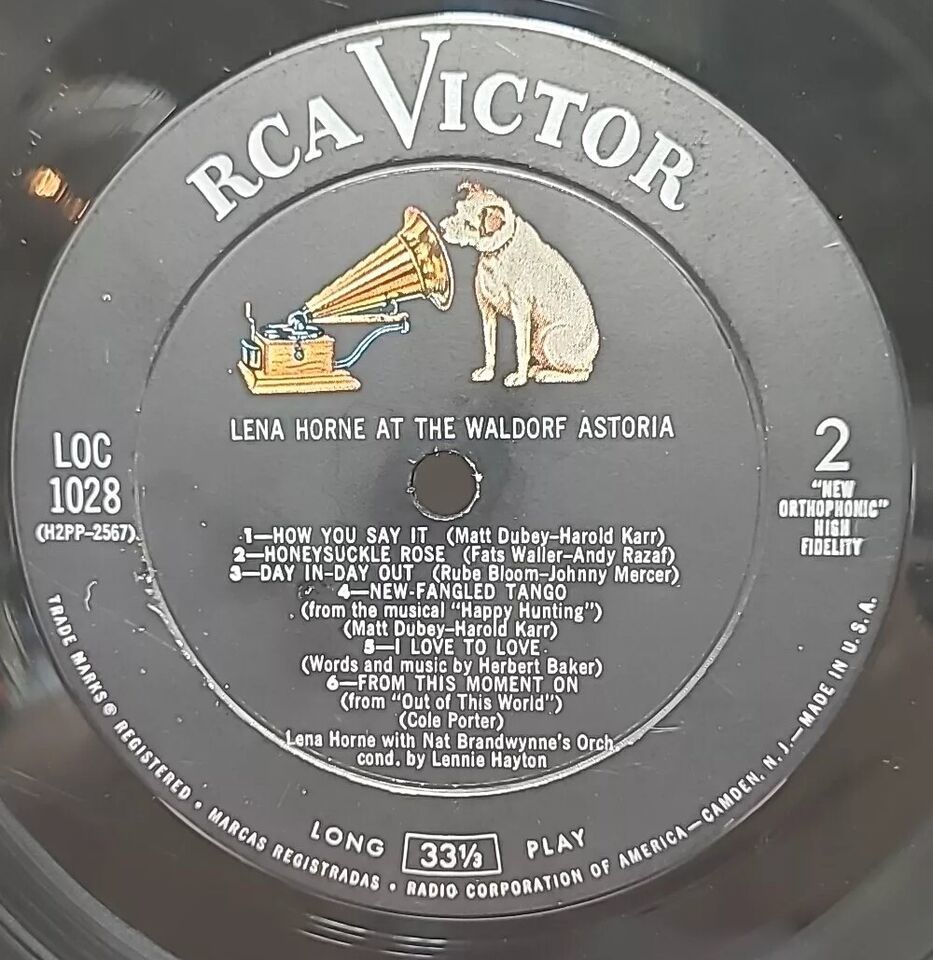 RCA VICTOR
LENA HORNE AT THE WALDORF ASTORIA
LOC
1028
(H2PP-2567)
2
"NEW
ORTHOPHONIC"
HIGH
FIDELITY
1—HOW YOU SAY IT (Matt Dubey–Harold Karr)
2—HONEYSUCKLE ROSE (Fats Waller–Andy Razaf)
3—DAY IN-DAY OUT (Rube Bloom–Johnny Mercer)
4—NEW-FANGLED TANGO
(from the musical "Happy Hunting")
(Matt Dubey–Harold Karr)
5—I LOVE TO LOVE
(Words and music by Herbert Baker)
6—FROM THIS MOMENT ON
(from "Out of This World")
(Cole Porter)
Lena Horne with Nat Brandwynne's Orch.
cond. by Lennie Hayton
LONG 33⅓ PLAY
TRADE MARKS ® REGISTERED • MARCAS REGISTRADAS • RADIO CORPORATION OF AMERICA—CAMDEN, N. J.—MADE IN U. S. A.